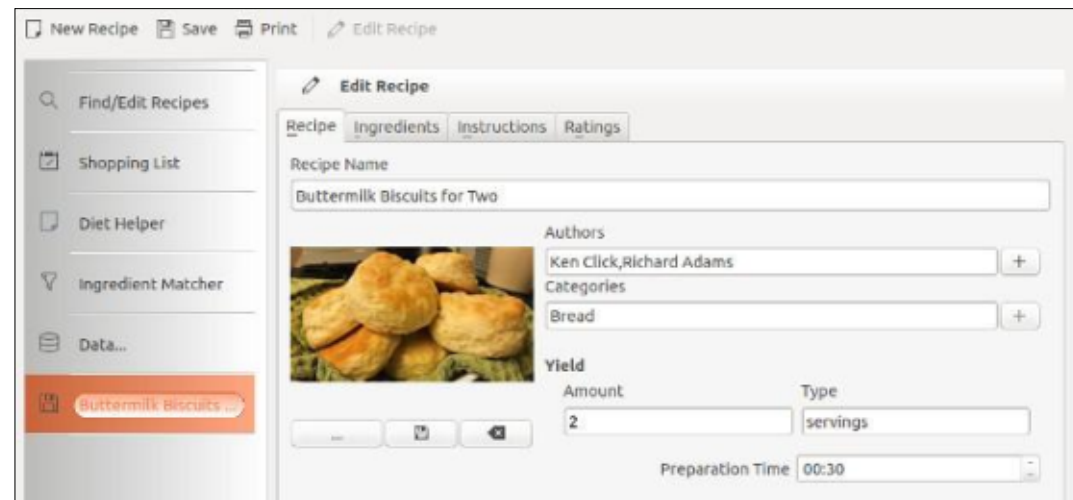 New Recipe Save Print Edit Recipe
Find/Edit Recipes
Shopping List
Diet Helper
Ingredient Matcher
Data...
Buttermilk Biscuits ...
Edit Recipe
Recipe Ingredients Instructions Ratings
Recipe Name
Buttermilk Biscuits for Two
Authors
Ken Click,Richard Adams
+
Categories
Bread
+
Yield
Amount Type
2 servings
...
Preparation Time 00:30